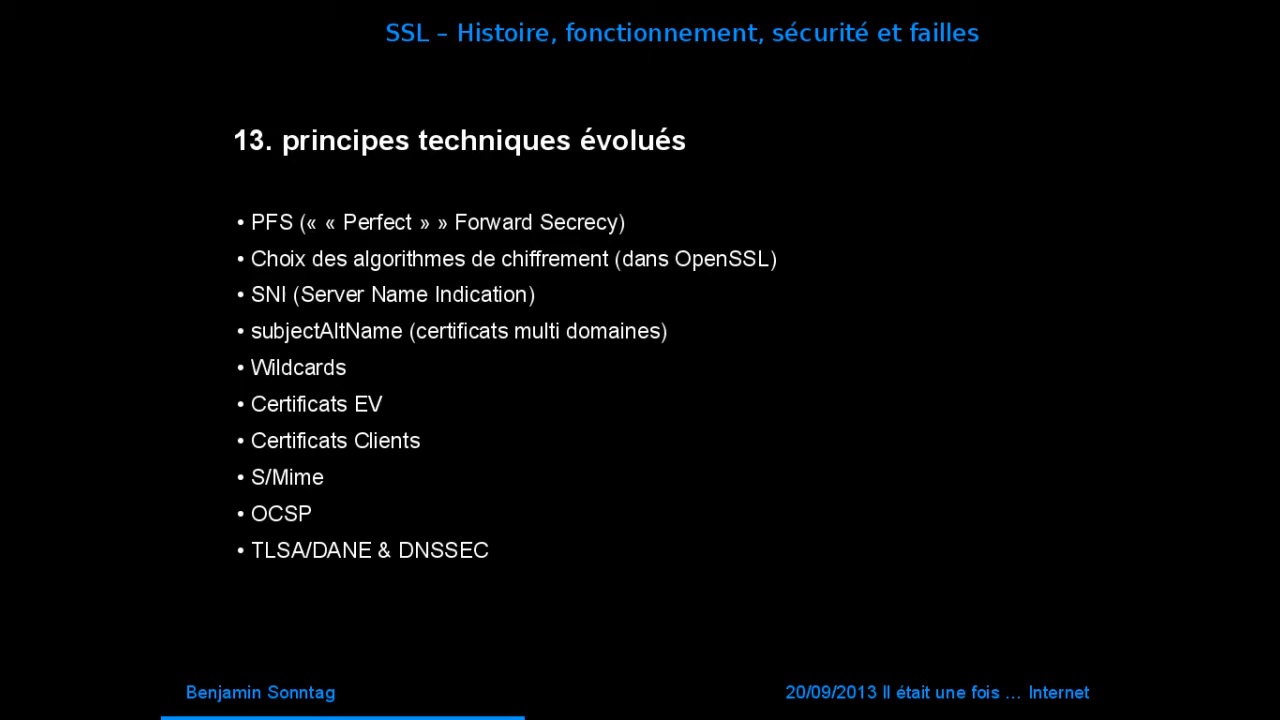 SSL – Histoire, fonctionnement, sécurité et failles
13. principes techniques évolués
• PFS (« « Perfect » » Forward Secrecy)
• Choix des algorithmes de chiffrement (dans OpenSSL)
• SNI (Server Name Indication)
• subjectAltName (certificats multi domaines)
• Wildcards
• Certificats EV
• Certificats Clients
• S/Mime
• OCSP
• TLSA/DANE & DNSSEC
Benjamin Sonntag
20/09/2013 Il était une fois … Internet